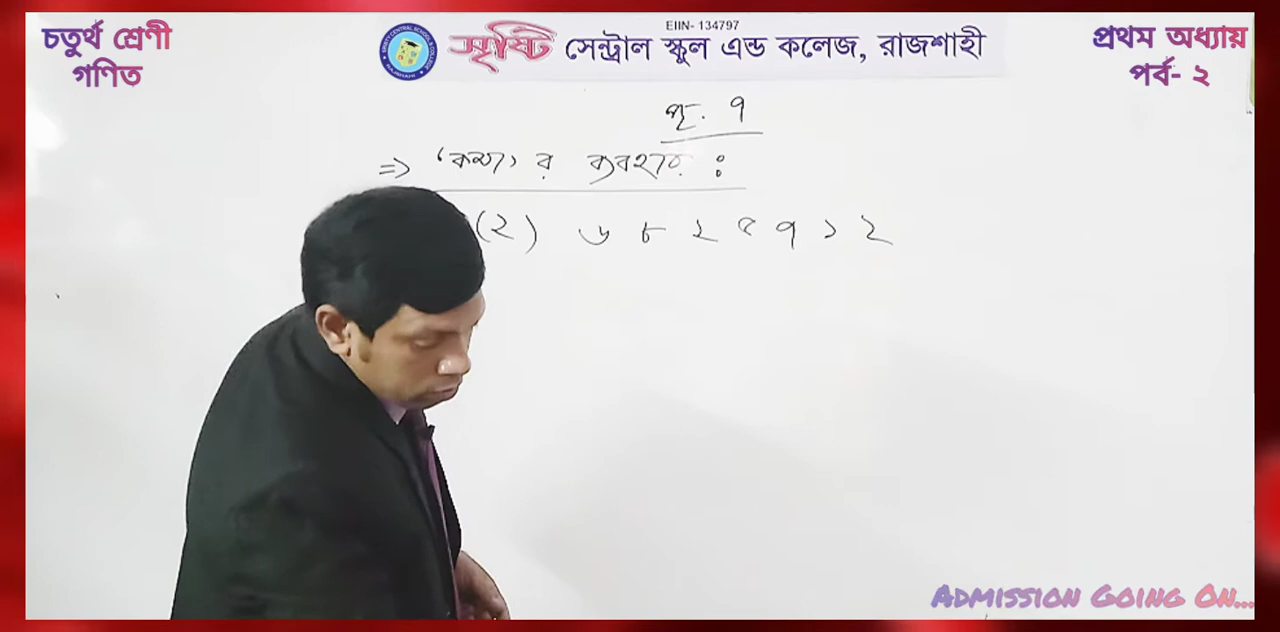 চতুর্থ শ্রেণী
গণিত
EIIN- 134797
সৃষ্টি সেন্ট্রাল স্কুল এন্ড কলেজ, রাজশাহী
প্রথম অধ্যায়
পর্ব- ২
পৃ. ৭
=> ‘কমা’ র ব্যবহার :
(২) ৬ ৮ ২ ৫ ৭ ১ ২
ADMISSION GOING ON...